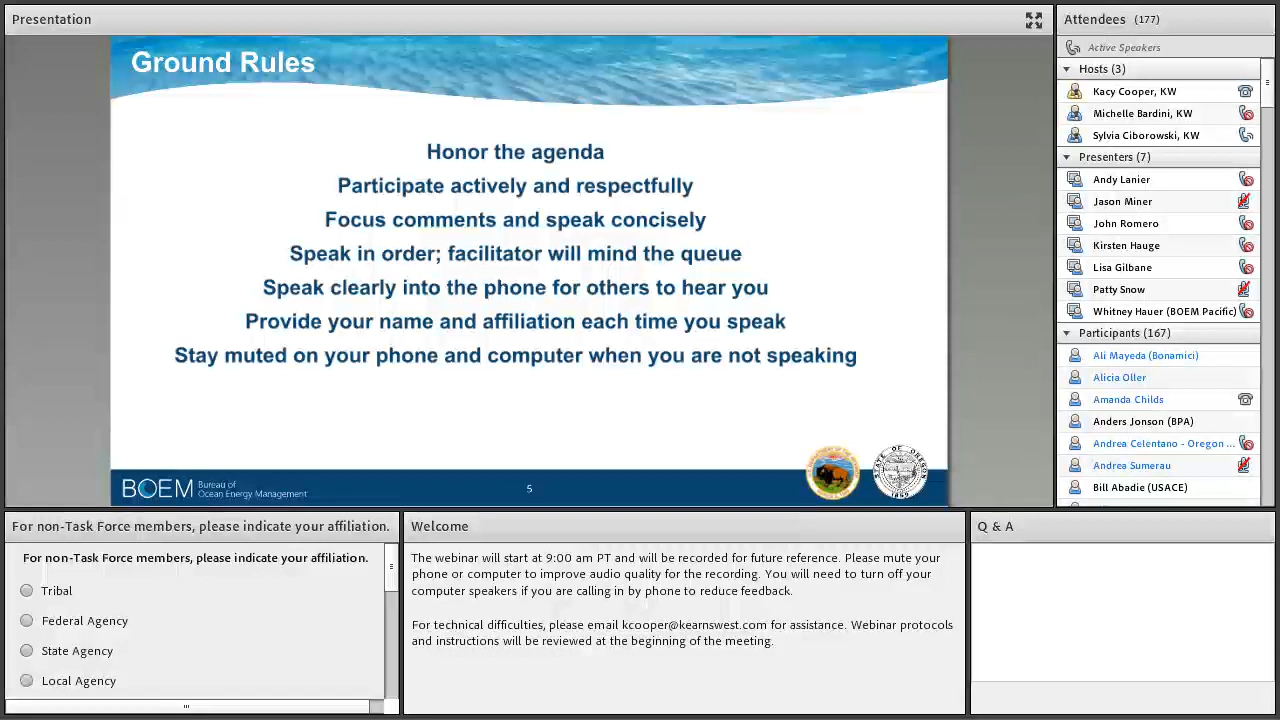 Presentation
Ground Rules
Honor the agenda
Participate actively and respectfully
Focus comments and speak concisely
Speak in order; facilitator will mind the queue
Speak clearly into the phone for others to hear you
Provide your name and affiliation each time you speak
Stay muted on your phone and computer when you are not speaking
BOEM Bureau of
Ocean Energy Management
5
STATE OF OREGON
1859
Attendees (177)
Active Speakers
Hosts (3)
Kacy Cooper, KW
Michelle Bardini, KW
Sylvia Ciborowski, KW
Presenters (7)
Andy Lanier
Jason Miner
John Romero
Kirsten Hauge
Lisa Gilbane
Patty Snow
Whitney Hauer (BOEM Pacific)
Participants (167)
Ali Mayeda (Bonamici)
Alicia Oller
Amanda Childs
Anders Jonson (BPA)
Andrea Celentano - Oregon ...
Andrea Sumerau
Bill Abadie (USACE)
For non-Task Force members, please indicate your affiliation.
For non-Task Force members, please indicate your affiliation.
Tribal
Federal Agency
State Agency
Local Agency
Welcome
The webinar will start at 9:00 am PT and will be recorded for future reference. Please mute your
phone or computer to improve audio quality for the recording. You will need to turn off your
computer speakers if you are calling in by phone to reduce feedback.
For technical difficulties, please email kcooper@kearnswest.com for assistance. Webinar protocols
and instructions will be reviewed at the beginning of the meeting.
Q & A